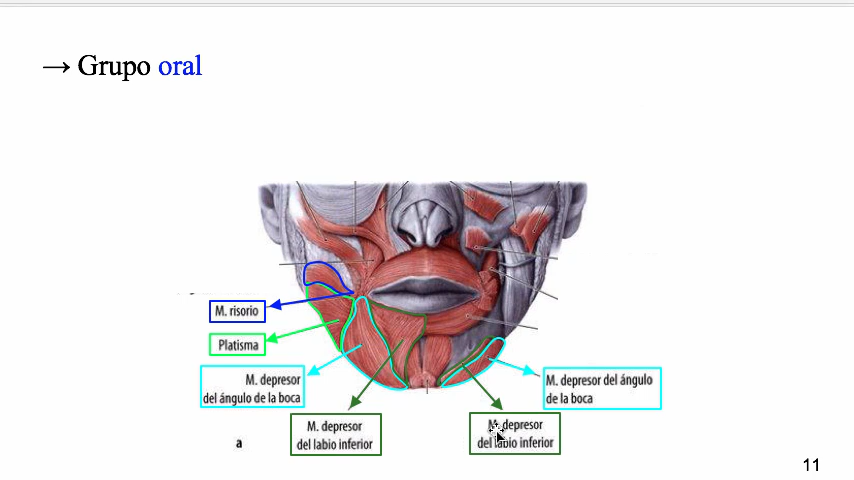 → Grupo oral
M. risorio
Platisma
M. depresor
del ángulo de la boca
M. depresor del ángulo
de la boca
M. depresor
del labio inferior
M. depresor
del labio inferior
a
11